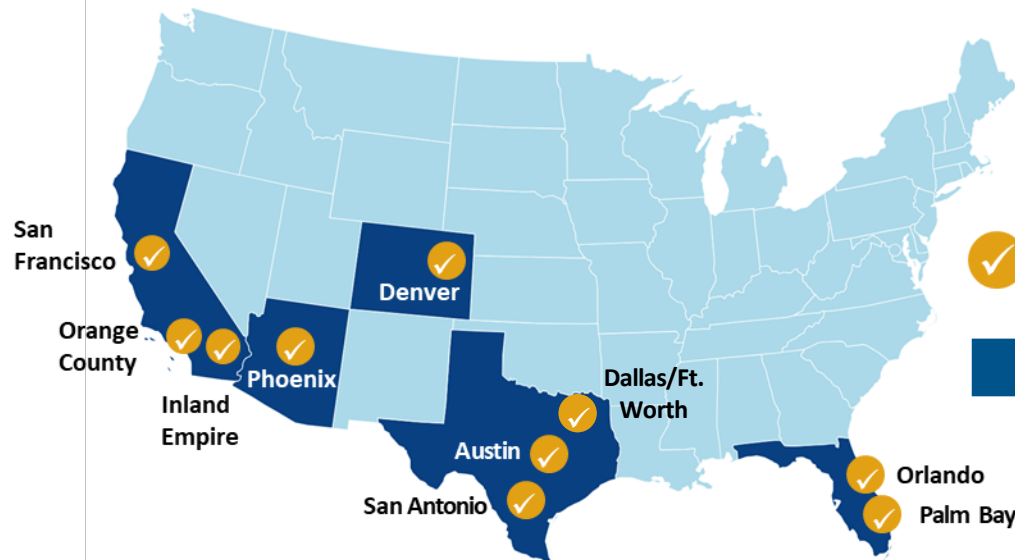 San
Francisco
Denver
Orange
County
Phoenix
Inland
Empire
Dallas/Ft.
Worth
Austin
San Antonio
Orlando
Palm Bay